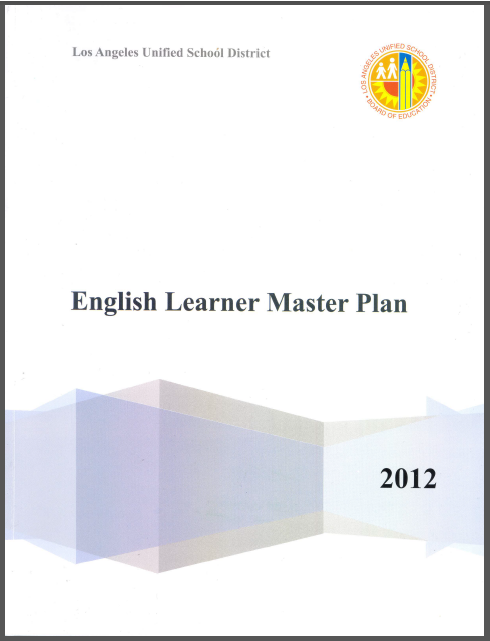 Los Angeles Unified School District
LOS ANGELES UNIFIED SCHOOL DISTRICT • BOARD OF EDUCATION •
English Learner Master Plan
2012